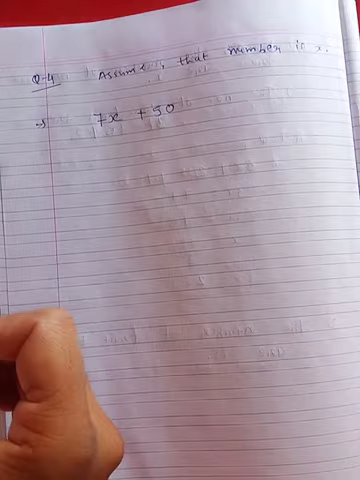 Q-4 Assume, that number is x.
→ 7x + 50